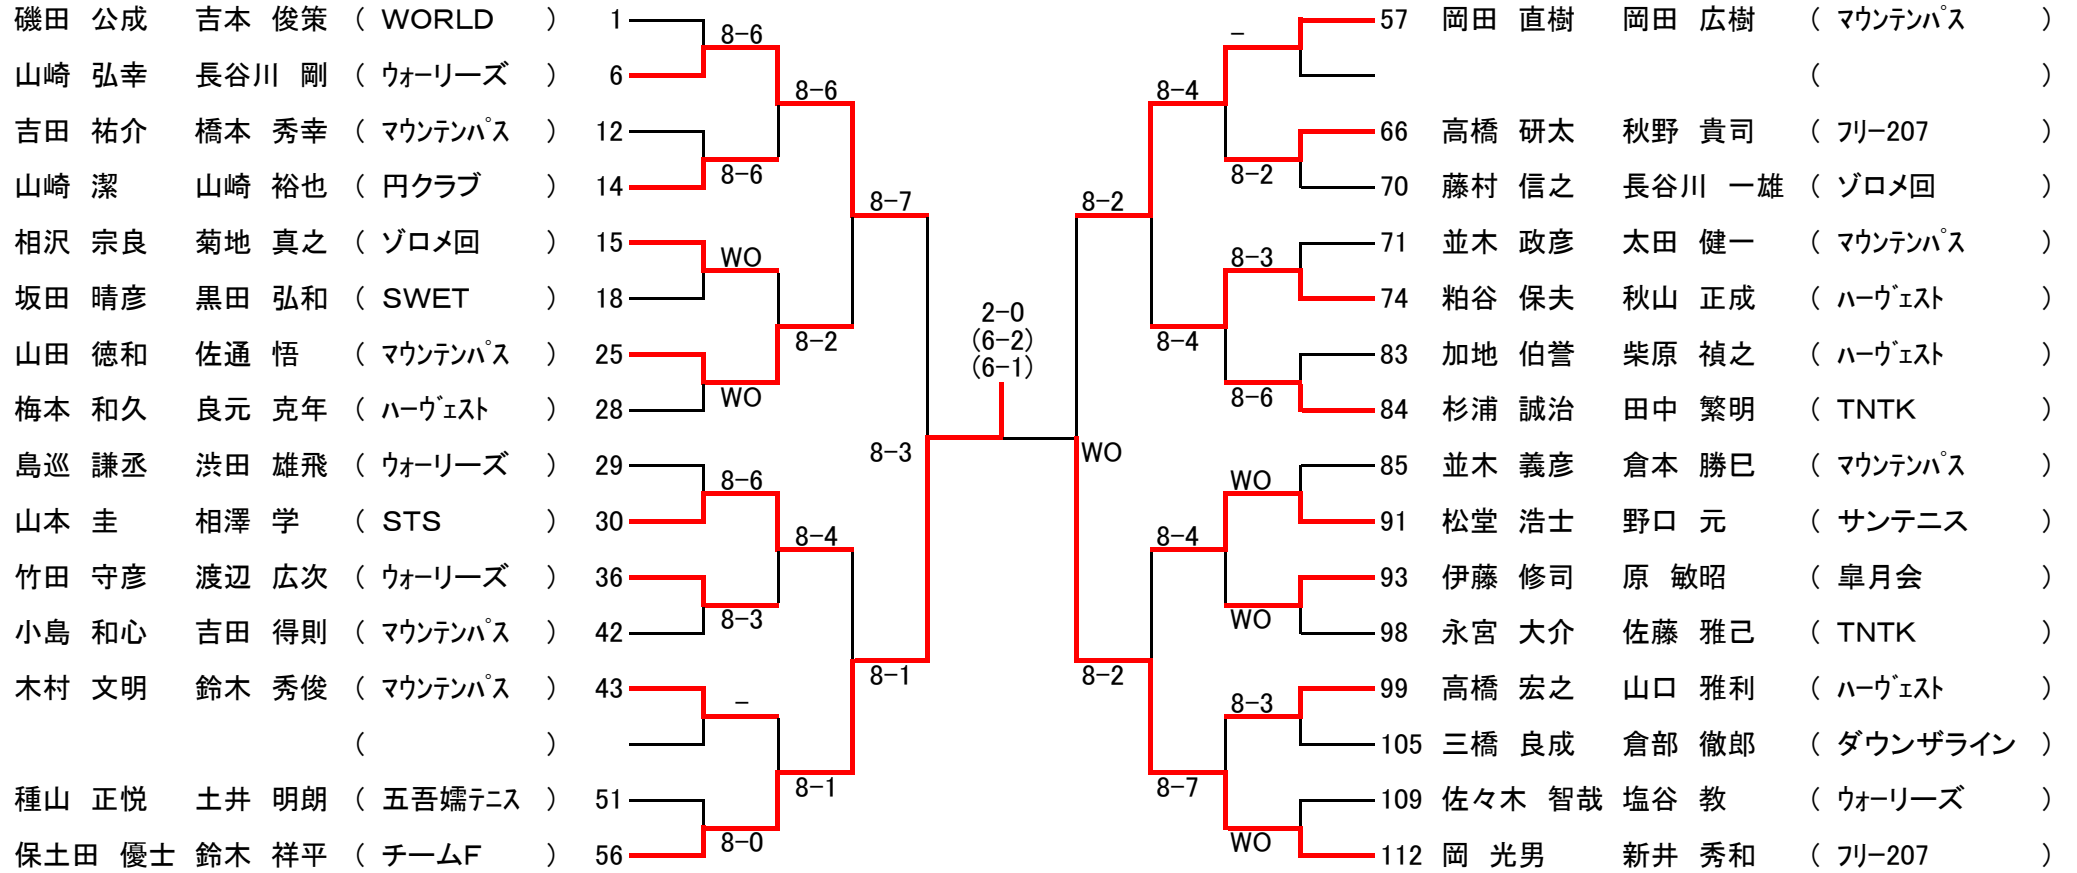 磯田 公成 吉本 俊策 ( WORLD ) 1
山崎 弘幸 長谷川 剛 ( ウォーリーズ ) 6
吉田 祐介 橋本 秀幸 ( マウンテンパス ) 12
山崎 潔 山崎 裕也 ( 円クラブ ) 14
相沢 宗良 菊地 真之 ( ゾロメ回 ) 15
坂田 晴彦 黒田 弘和 ( SWET ) 18
山田 徳和 佐通 悟 ( マウンテンパス ) 25
梅本 和久 良元 克年 ( ハーヴェスト ) 28
島巡 謙丞 渋田 雄飛 ( ウォーリーズ ) 29
山本 圭 相澤 学 ( STS ) 30
竹田 守彦 渡辺 広次 ( ウォーリーズ ) 36
小島 和心 吉田 得則 ( マウンテンパス ) 42
木村 文明 鈴木 秀俊 ( マウンテンパス ) 43
( )
種山 正悦 土井 明朗 ( 五吾嬬テニス ) 51
保土田 優士 鈴木 祥平 ( チームF ) 56
8-6
8-6
WO
WO
8-6
8-3
-
8-0
8-6
8-2
8-4
8-1
8-7
8-1
8-3
2-0
(6-2)
(6-1)
WO
8-2
8-2
8-4
8-4
8-4
8-7
-
8-2
8-3
8-6
WO
WO
8-3
WO
57 岡田 直樹 岡田 広樹 ( マウンテンパス )
( )
66 高橋 研太 秋野 貴司 ( フリー207 )
70 藤村 信之 長谷川 一雄 ( ゾロメ回 )
71 並木 政彦 太田 健一 ( マウンテンパス )
74 粕谷 保夫 秋山 正成 ( ハーヴェスト )
83 加地 伯誉 柴原 禎之 ( ハーヴェスト )
84 杉浦 誠治 田中 繁明 ( TNTK )
85 並木 義彦 倉本 勝巳 ( マウンテンパス )
91 松堂 浩士 野口 元 ( サンテニス )
93 伊藤 修司 原 敏昭 ( 皐月会 )
98 永宮 大介 佐藤 雅己 ( TNTK )
99 高橋 宏之 山口 雅利 ( ハーヴェスト )
105 三橋 良成 倉部 徹郎 ( ダウンザライン )
109 佐々木 智哉 塩谷 教 ( ウォーリーズ )
112 岡 光男 新井 秀和 ( フリー207 )